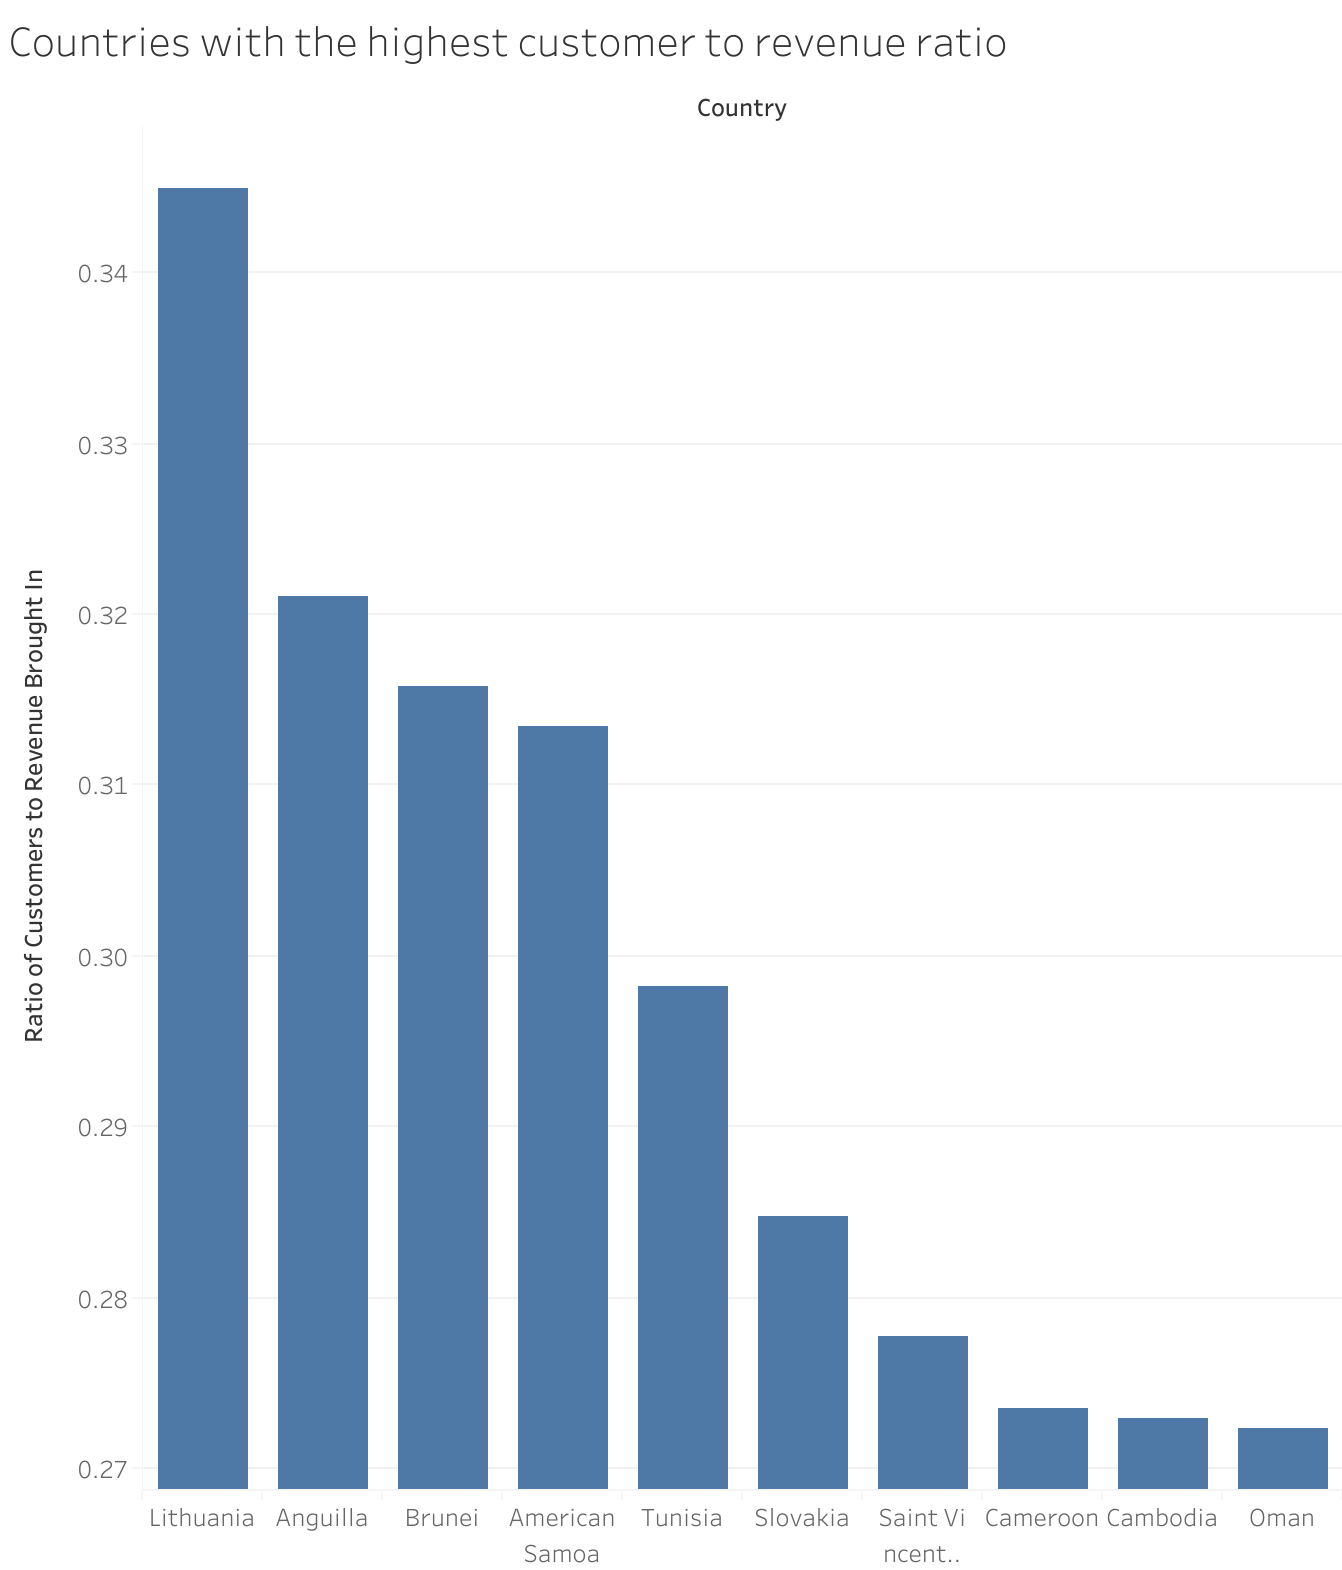 Countries with the highest customer to revenue ratio
Country
Ratio of Customers to Revenue Brought In
0.34
0.33
0.32
0.31
0.30
0.29
0.28
0.27
Lithuania Anguilla Brunei American Tunisia Slovakia Saint Vi Cameroon Cambodia Oman
Samoa ncent..